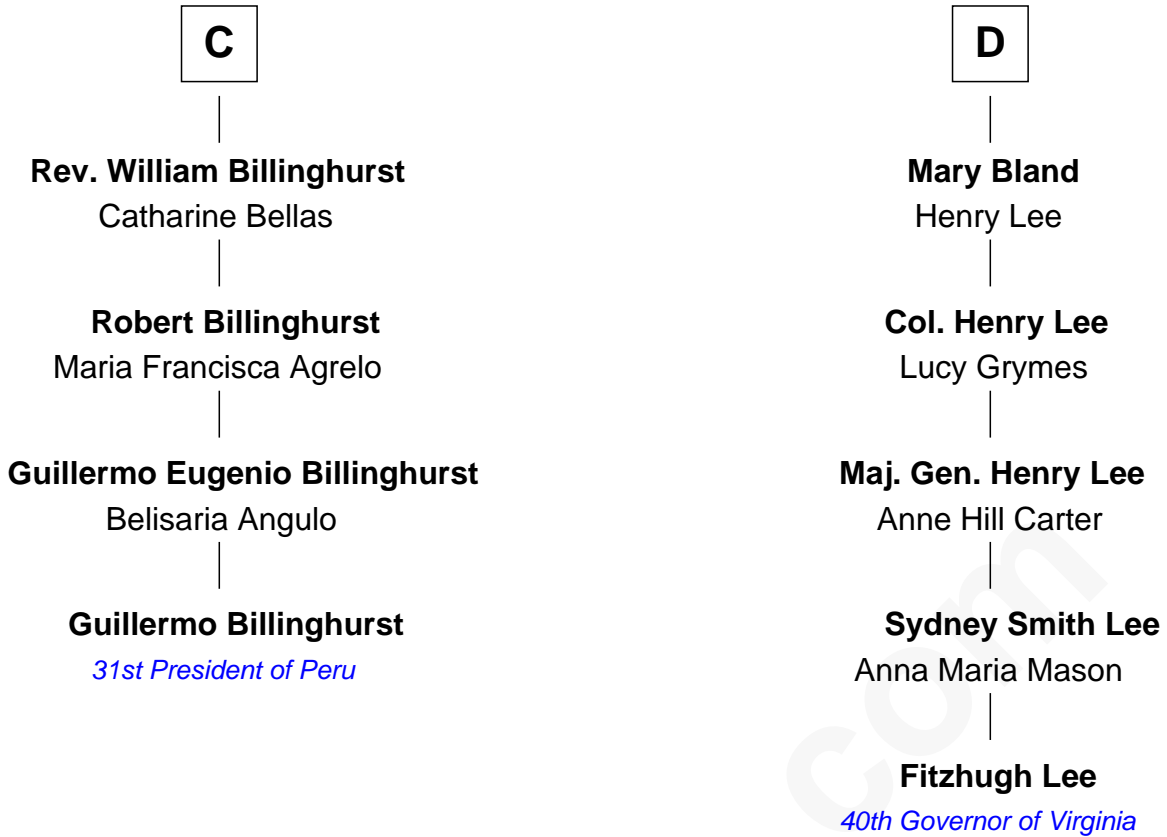 C
Rev. William Billinghurst
Catharine Bellas
Robert Billinghurst
Maria Francisca Agrelo
Guillermo Eugenio Billinghurst
Belisaria Angulo
Guillermo Billinghurst
31st President of Peru
D
Mary Bland
Henry Lee
Col. Henry Lee
Lucy Grymes
Maj. Gen. Henry Lee
Anne Hill Carter
Sydney Smith Lee
Anna Maria Mason
Fitzhugh Lee
40th Governor of Virginia
com